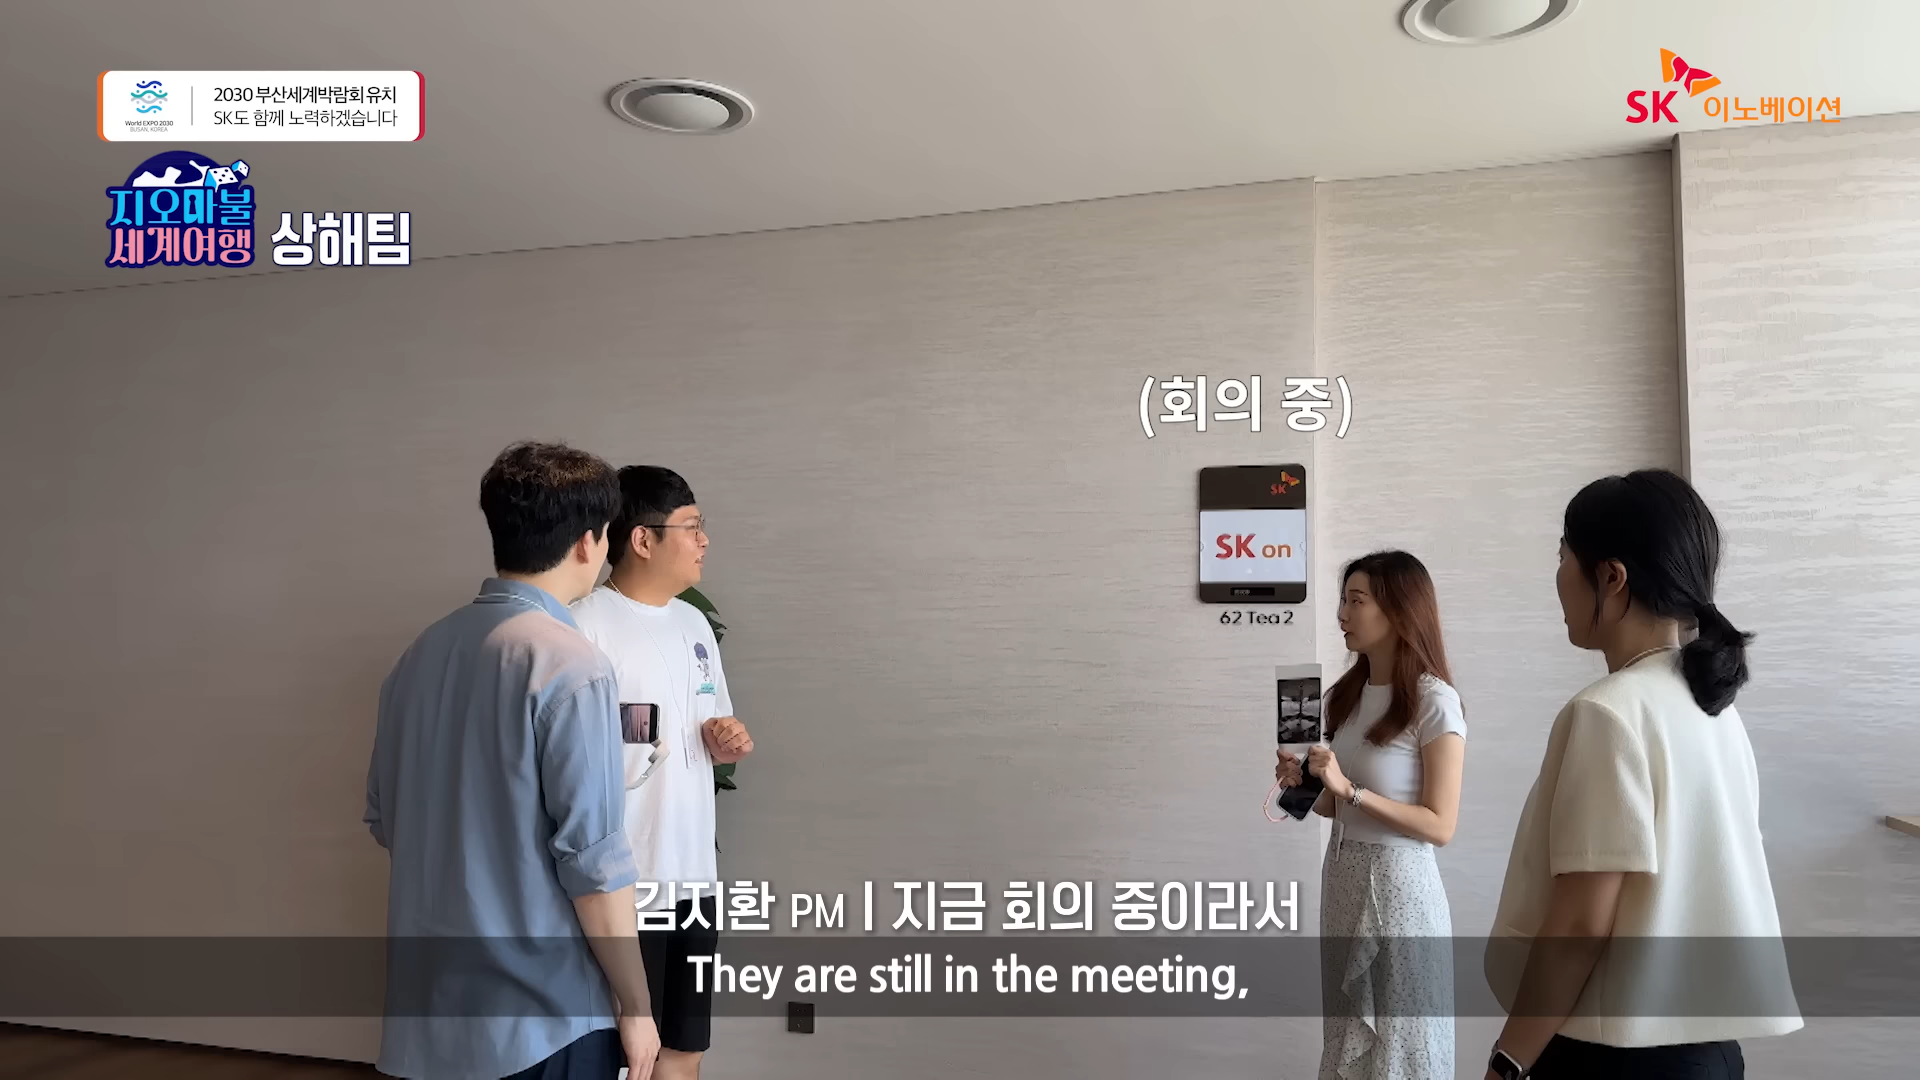 2030 부산세계박람회 유치
SK도 함께 노력하겠습니다
World EXPO 2030
BUSAN, KOREA
SK 이노베이션
지오마불
세계여행
상해팀
(회의 중)
SK
SK on
62 Tea 2
김지환 PM | 지금 회의 중이라서
They are still in the meeting,